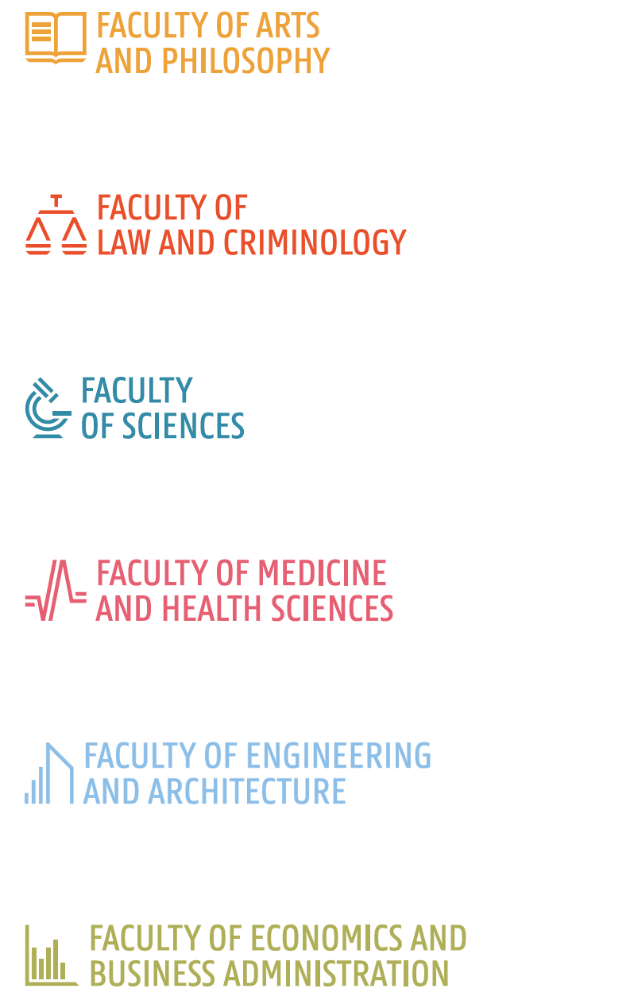 FACULTY OF ARTS
AND PHILOSOPHY
FACULTY OF
LAW AND CRIMINOLOGY
FACULTY
OF SCIENCES
FACULTY OF MEDICINE
AND HEALTH SCIENCES
FACULTY OF ENGINEERING
AND ARCHITECTURE
FACULTY OF ECONOMICS AND
BUSINESS ADMINISTRATION